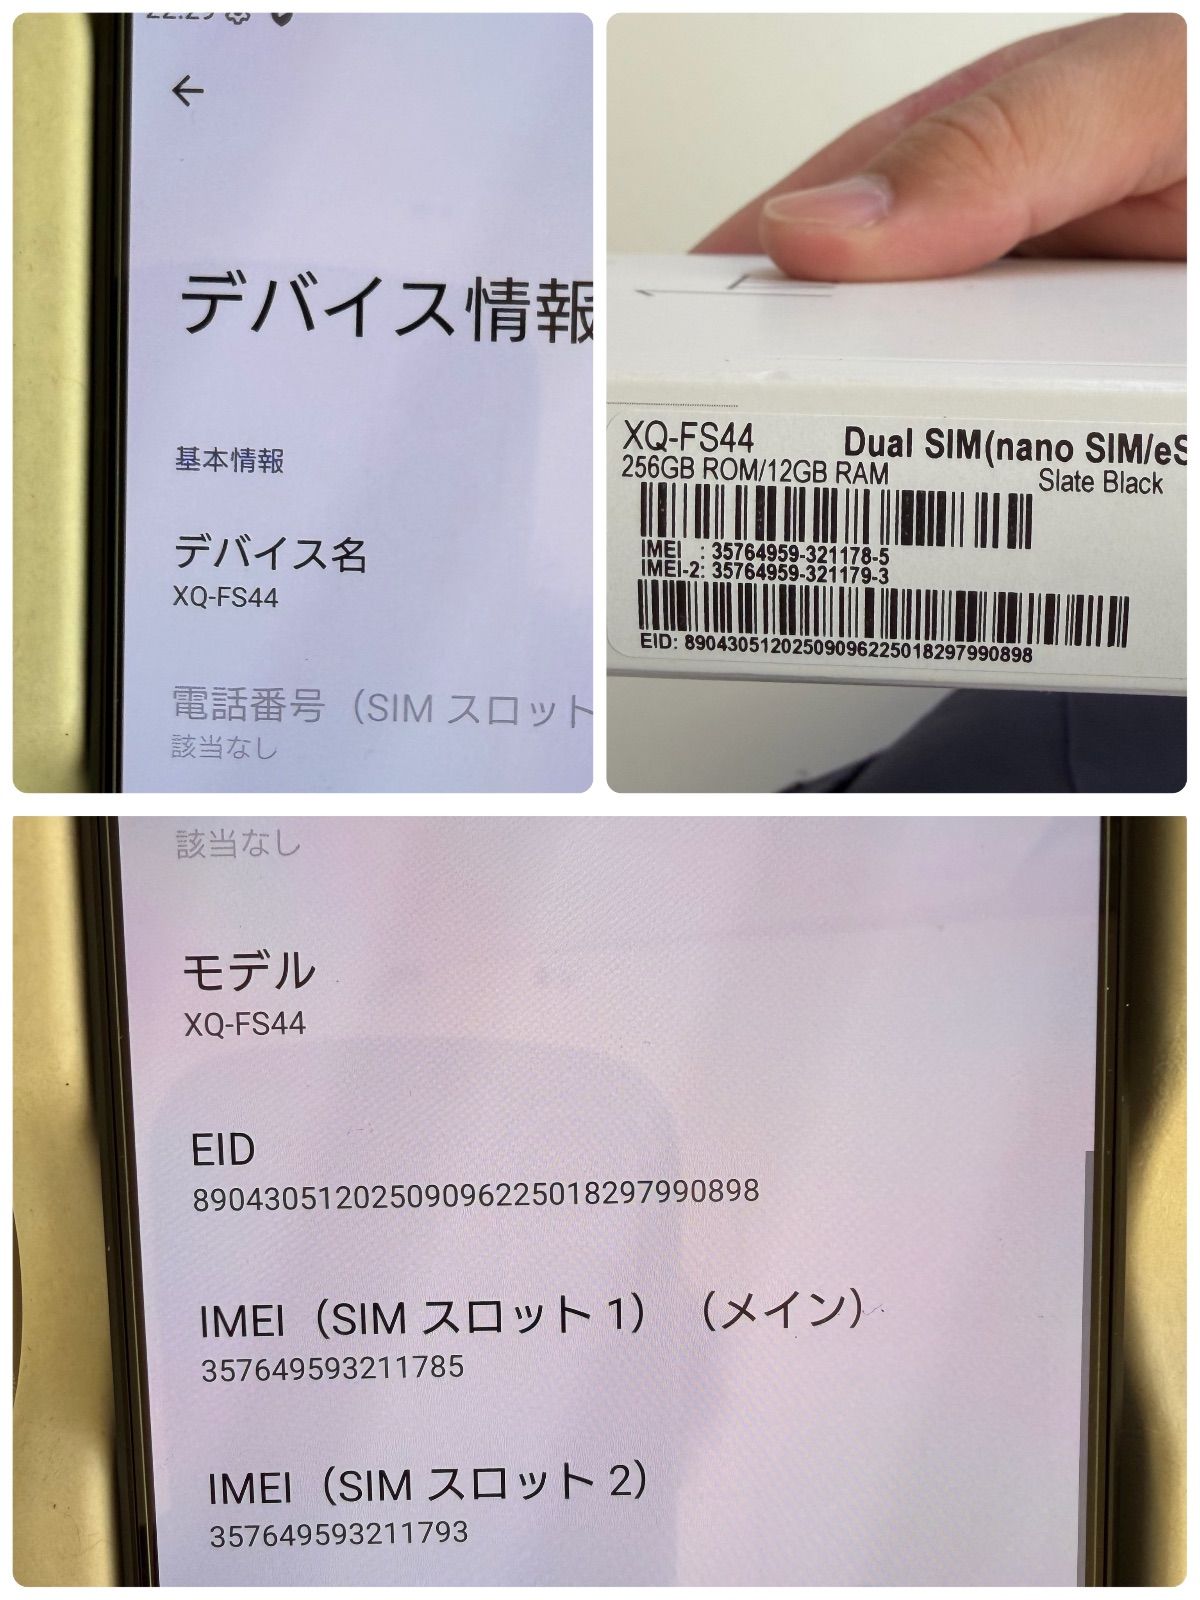 22:29
←
デバイス情報
基本情報
デバイス名
XQ-FS44
電話番号（SIM スロット
該当なし
XQ-FS44 Dual SIM(nano SIM/eS
256GB ROM/12GB RAM Slate Black
IMEI : 35764959-321178-5
IMEI-2: 35764959-321179-3
EID: 89043051202509096225018297990898
該当なし
モデル
XQ-FS44
EID
89043051202509096225018297990898
IMEI（SIM スロット 1）（メイン）
357649593211785
IMEI（SIM スロット 2）
357649593211793